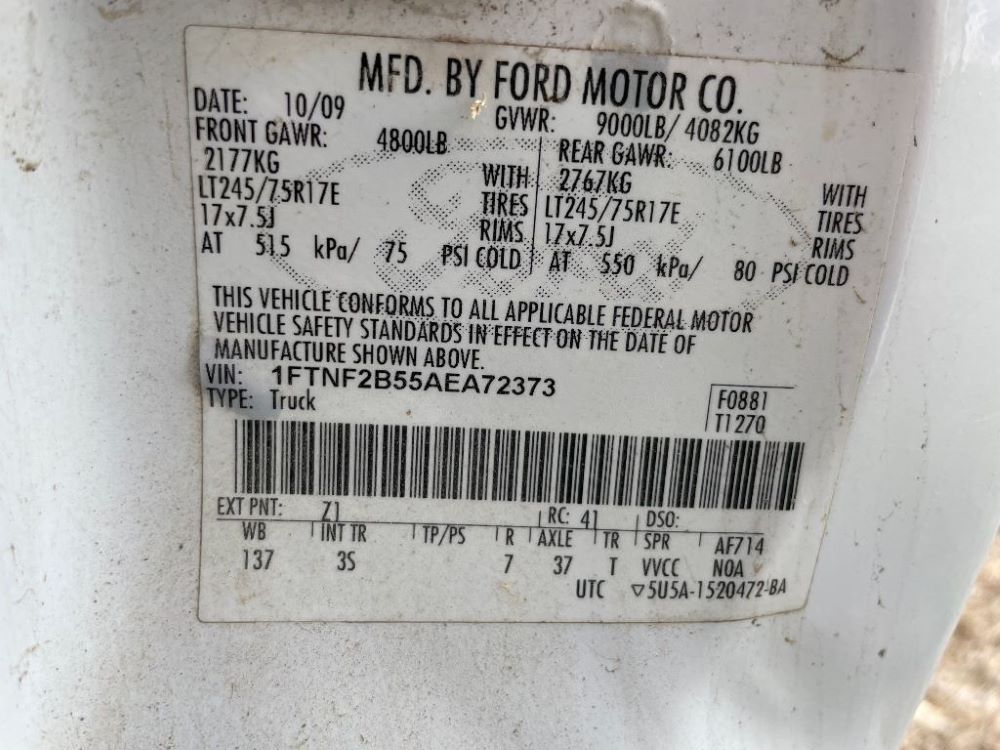 MFD. BY FORD MOTOR CO.
DATE: 10/09 GVWR: 9000LB/ 4082KG
FRONT GAWR: 4800LB REAR GAWR: 6100LB
2177KG WITH 2767KG WITH
LT245/75R17E TIRES LT245/75R17E TIRES
17x7.5J RIMS 17x7.5J RIMS
AT 515 kPa/ 75 PSI COLD AT 550 kPa/ 80 PSI COLD
THIS VEHICLE CONFORMS TO ALL APPLICABLE FEDERAL MOTOR
VEHICLE SAFETY STANDARDS IN EFFECT ON THE DATE OF
MANUFACTURE SHOWN ABOVE.
VIN: 1FTNF2B55AEA72373
TYPE: Truck
F0881
T1270
EXT PNT: Z1 RC: 41 DSO:
WB INT TR TP/PS R AXLE TR SPR AF714
137 3S 7 37 T VVCC NOA
UTC ▽5U5A-1520472-BA